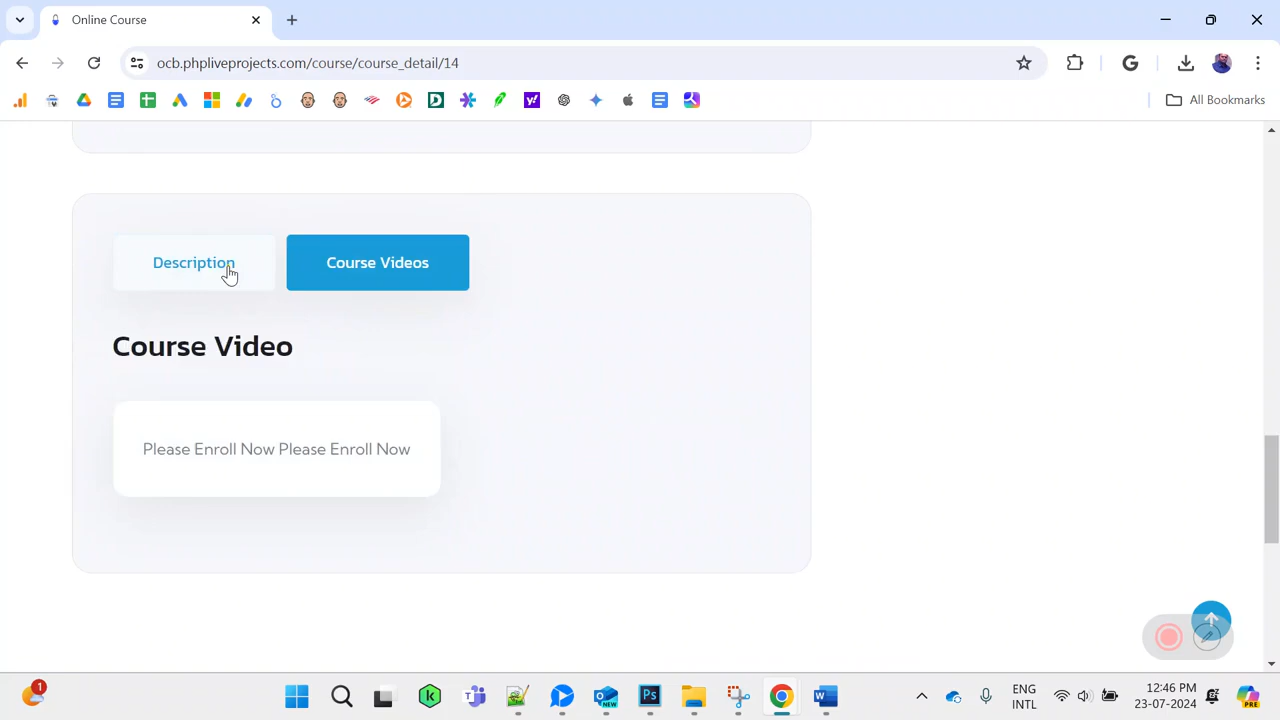 Online Course
ocb.phpliveprojects.com/course/course_detail/14
All Bookmarks
Description
Course Videos
Course Video
Please Enroll Now Please Enroll Now
1
ENG
INTL
12:46 PM
23-07-2024
PRE